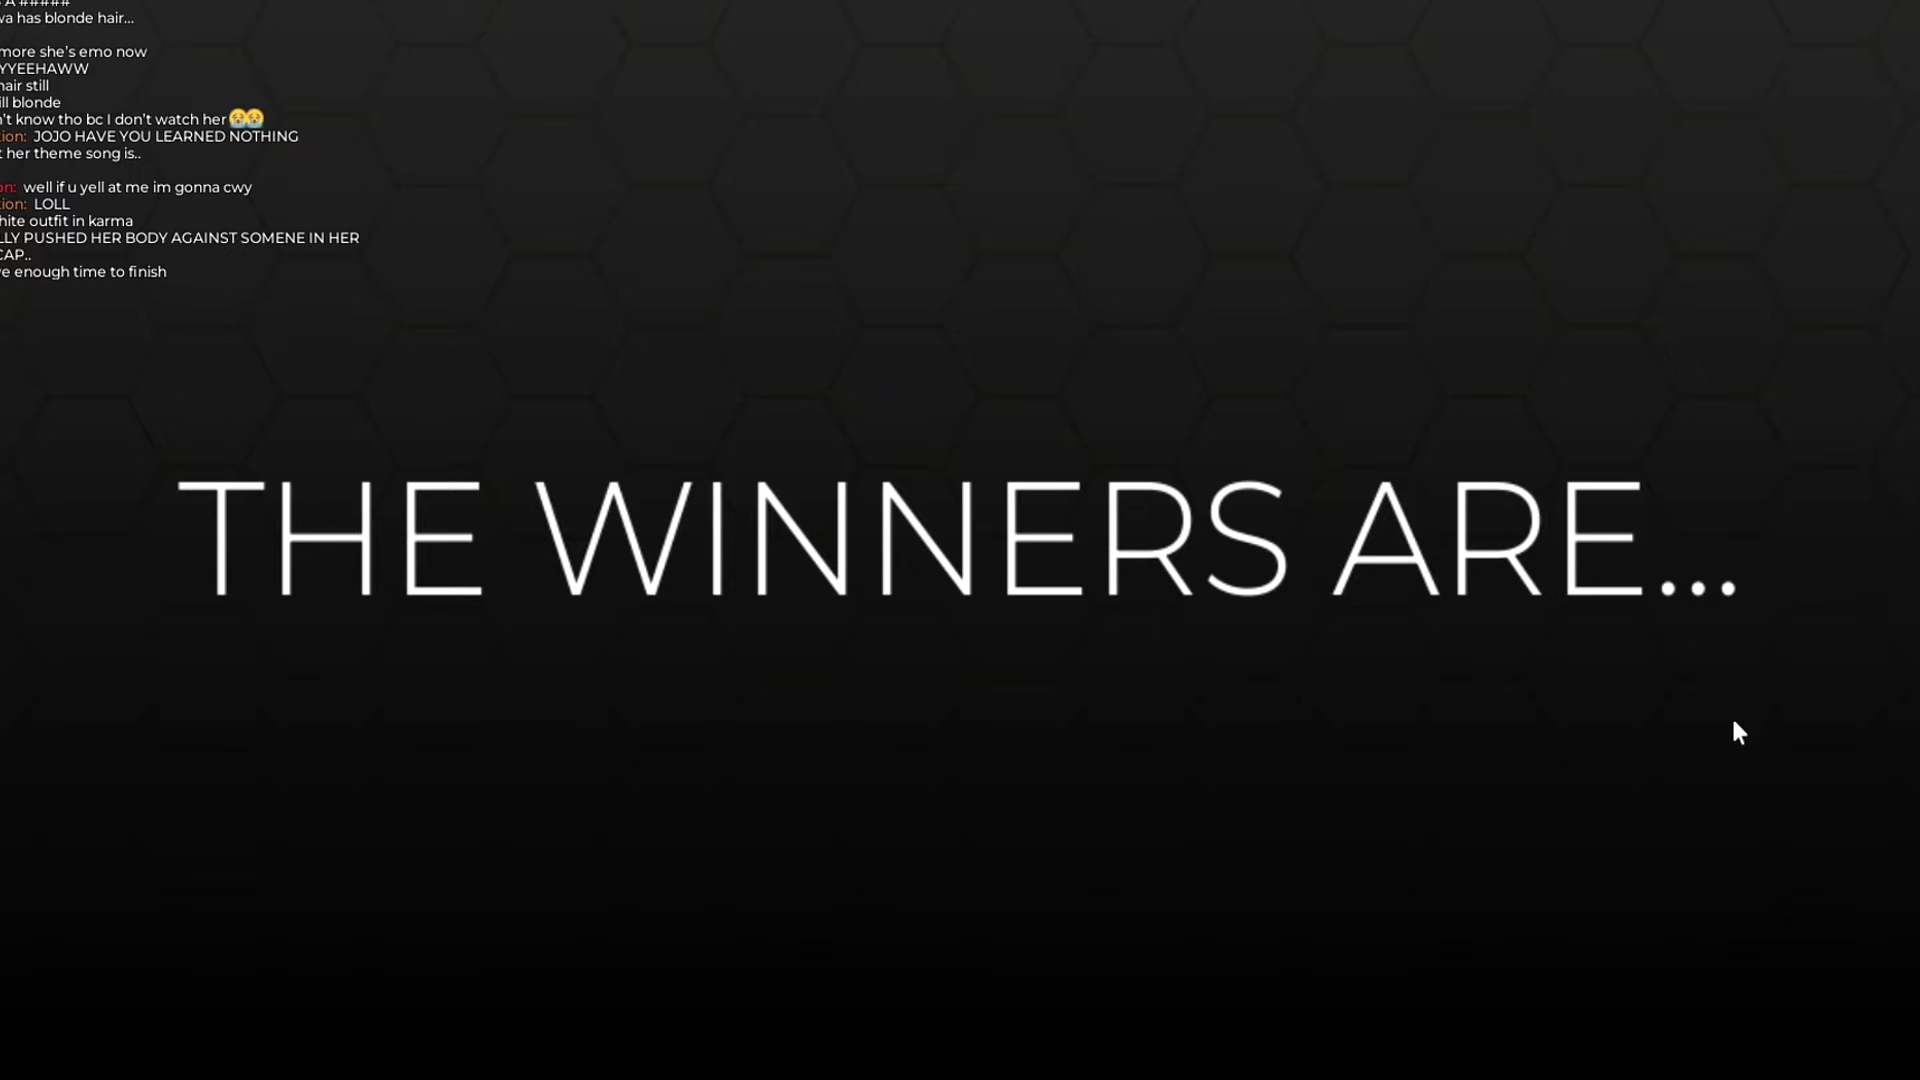 A #####
wa has blonde hair...
more she's emo now
YYEEHAWW
hair still
ill blonde
n't know tho bc I don't watch her😭😭
tion: JOJO HAVE YOU LEARNED NOTHING
t her theme song is..
on: well if u yell at me im gonna cwy
tion: LOLL
hite outfit in karma
LLY PUSHED HER BODY AGAINST SOMENE IN HER
CAP..
ve enough time to finish
THE WINNERS ARE...